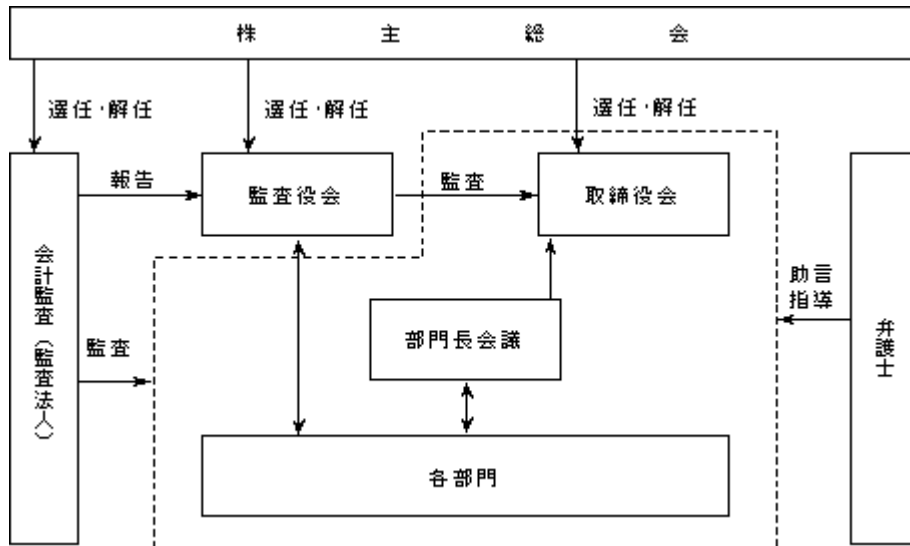 株主総会
選任・解任
選任・解任
選任・解任
報告
監査役会
監査
取締役会
会計監査（監査法人）
助言
指導
部門長会議
監査
弁護士
各部門